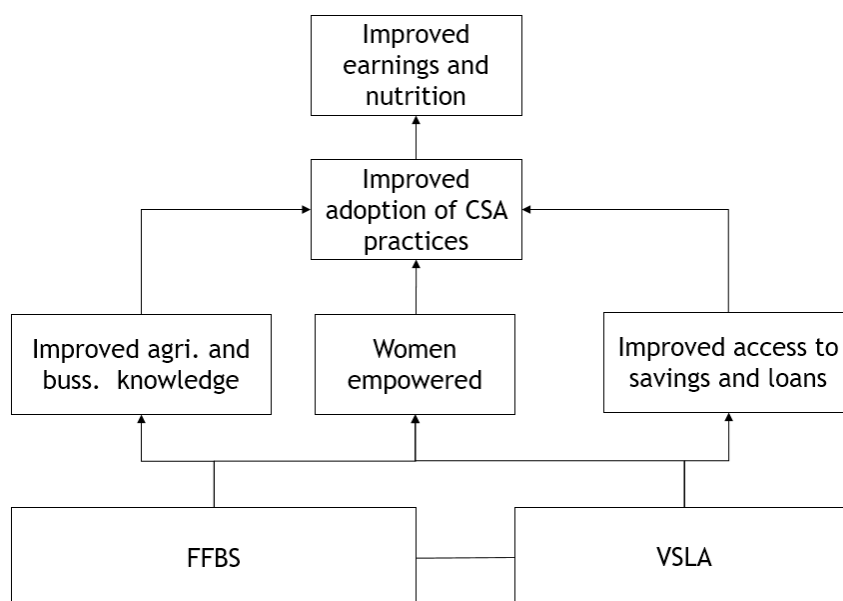 Improved
earnings and
nutrition
Improved
adoption of CSA
practices
Improved agri. and
buss. knowledge
Women
empowered
Improved access to
savings and loans
FFBS
VSLA